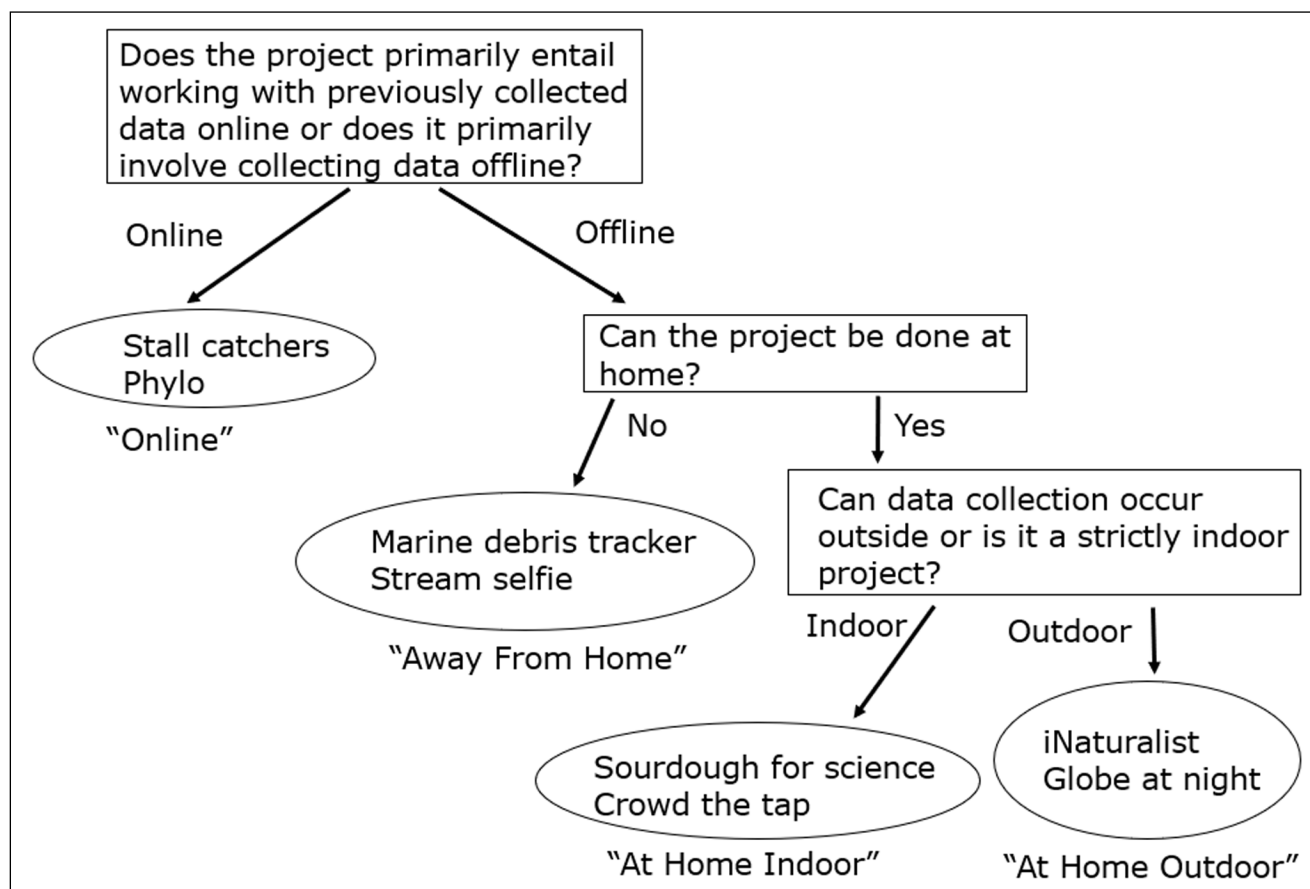 Does the project primarily entail
working with previously collected
data online or does it primarily
involve collecting data offline?
Online
Offline
Stall catchers
Phylo
“Online”
Can the project be done at
home?
No
Yes
Marine debris tracker
Stream selfie
“Away From Home”
Can data collection occur
outside or is it a strictly indoor
project?
Indoor
Outdoor
Sourdough for science
Crowd the tap
“At Home Indoor”
iNaturalist
Globe at night
“At Home Outdoor”